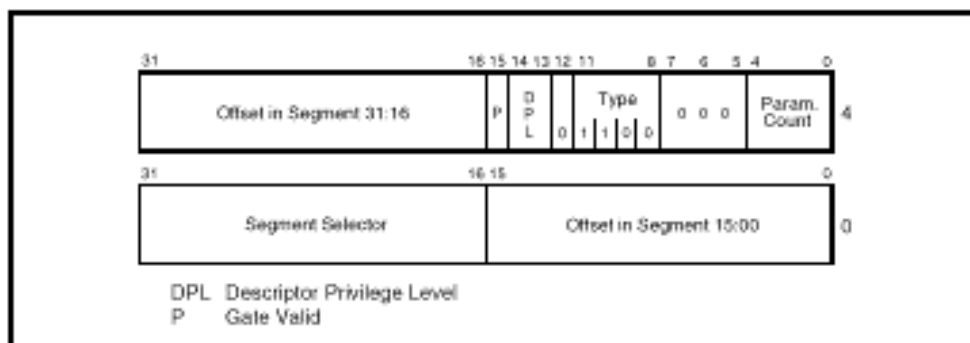 31 16 15 14 13 12 11 8 7 6 5 4 0
Offset in Segment 31:16 P DPL 0 Type 1 1 0 0 0 0 0 Param. Count 4
31 16 15 0
Segment Selector Offset in Segment 15:00 0
DPL Descriptor Privilege Level
P Gate Valid